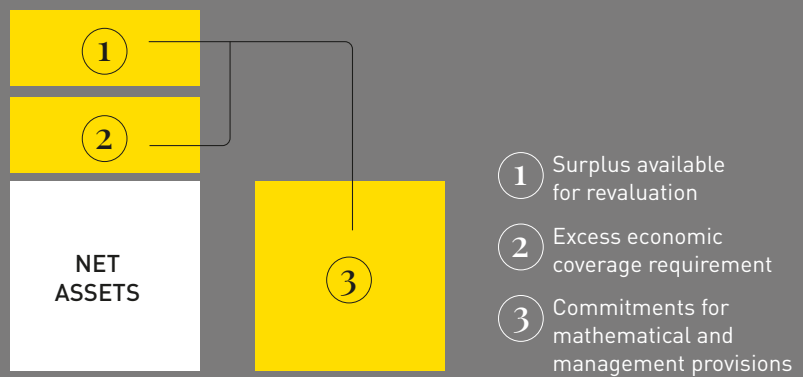 1
2
NET
ASSETS
3
1 Surplus available
for revaluation
2 Excess economic
coverage requirement
3 Commitments for
mathematical and
management provisions